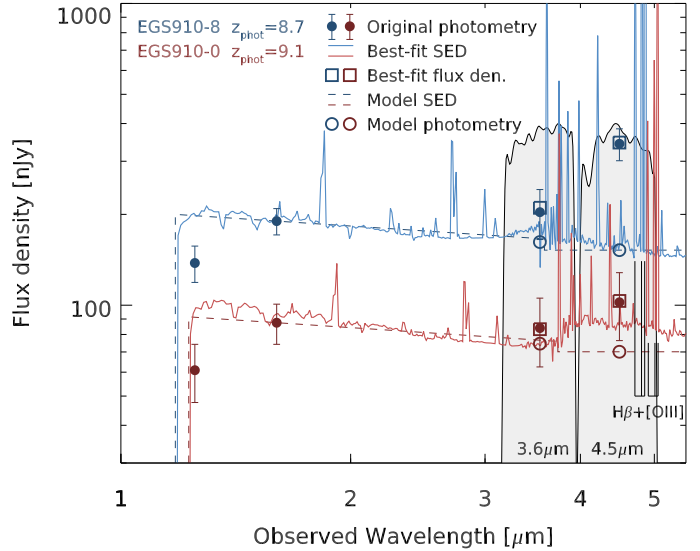 1000
EGS910-8 z_phot=8.7
EGS910-0 z_phot=9.1
Original photometry
Best-fit SED
Best-fit flux den.
Model SED
Model photometry
Flux density [nJy]
100
Hβ+[OIII]
3.6μm
4.5μm
1
2
3
4
5
Observed Wavelength [μm]